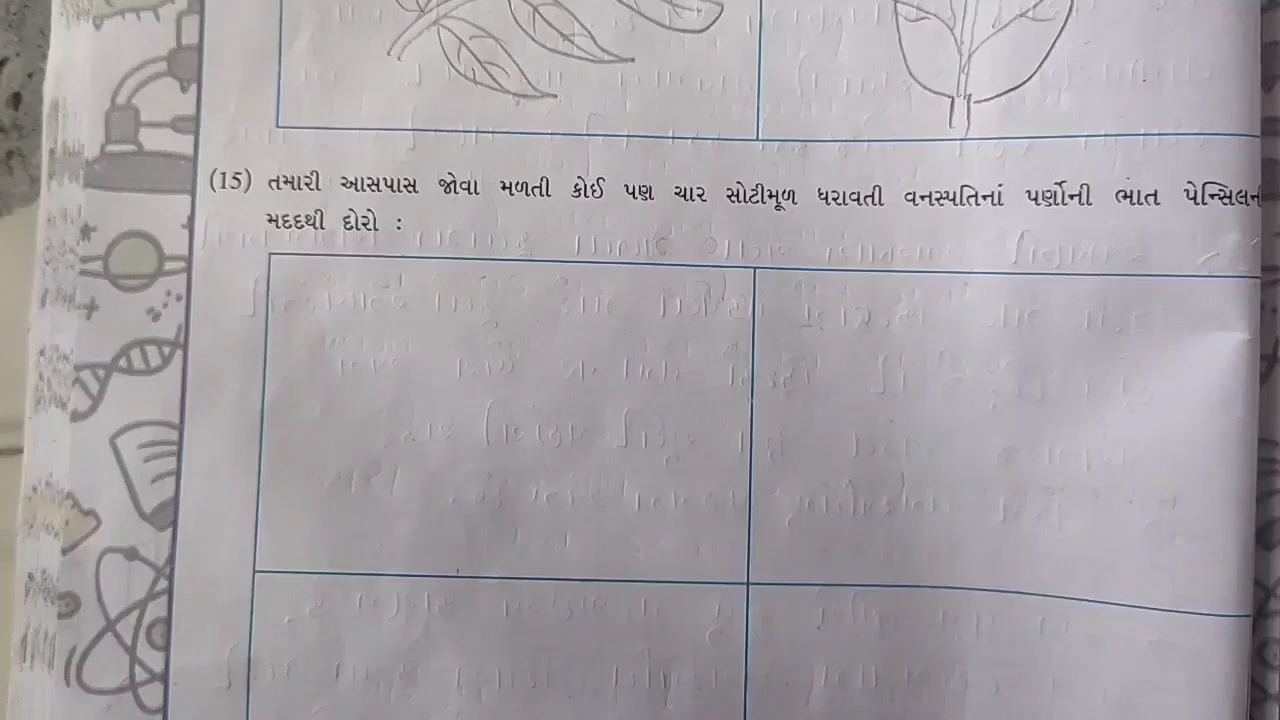 (15) તમારી આસપાસ જોવા મળતી કોઈ પણ ચાર સોટીમૂળ ધરાવતી વનસ્પતિનાં પર્ણોની ભાત પેન્સિલન
મદદથી દોરો :